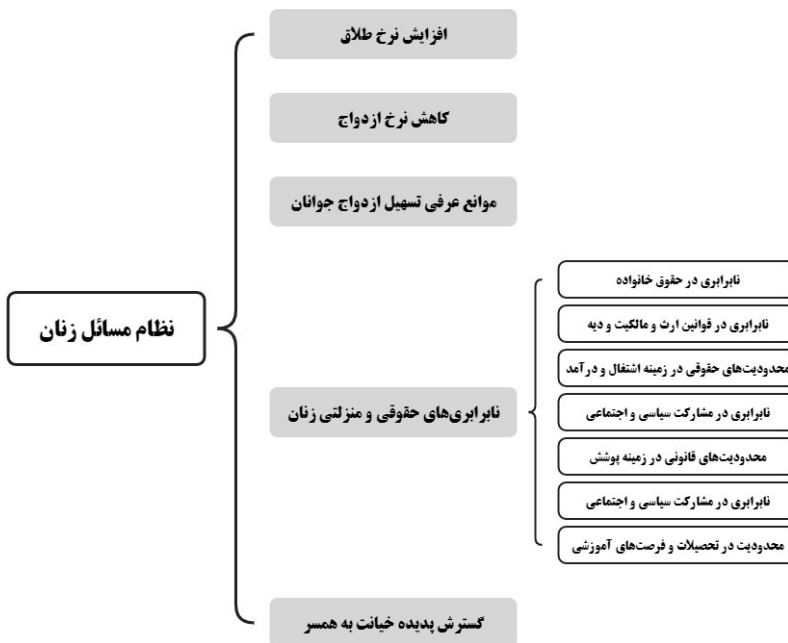 نظام مسائل زنان
افزایش نرخ طلاق
کاهش نرخ ازدواج
موانع عرفی تسهیل ازدواج جوانان
نابرابری‌های حقوقی و منزلتی زنان
نابرابری در حقوق خانواده
نابرابری در قوانین ارث و مالکیت و دیه
محدودیت‌های حقوقی در زمینه اشتغال و درآمد
نابرابری در مشارکت سیاسی و اجتماعی
محدودیت‌های قانونی در زمینه پوشش
نابرابری در مشارکت سیاسی و اجتماعی
محدودیت در تحصیلات و فرصت‌های آموزشی
گسترش پدیده خیانت به همسر